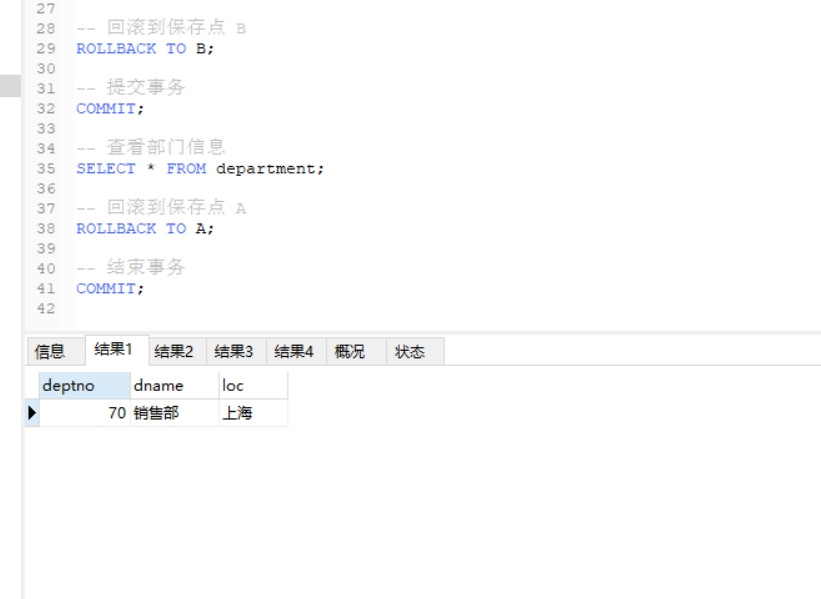 27
28 -- 回滚到保存点 B
29 ROLLBACK TO B;
30
31 -- 提交事务
32 COMMIT;
33
34 -- 查看部门信息
35 SELECT * FROM department;
36
37 -- 回滚到保存点 A
38 ROLLBACK TO A;
39
40 -- 结束事务
41 COMMIT;
42
信息 结果1 结果2 结果3 结果4 概况 状态
deptno dname loc
70 销售部 上海